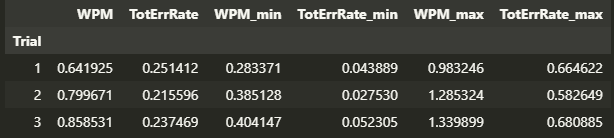 WPM TotErrRate WPM_min TotErrRate_min WPM_max TotErrRate_max
Trial
1 0.641925 0.251412 0.283371 0.043889 0.983246 0.664622
2 0.799671 0.215596 0.385128 0.027530 1.285324 0.582649
3 0.858531 0.237469 0.404147 0.052305 1.339899 0.680885